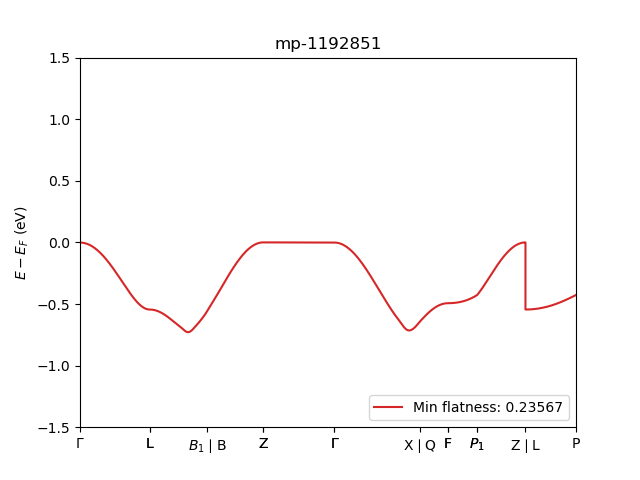 mp-1192851
1.5
1.0
0.5
0.0
−0.5
−1.0
−1.5
E − E_F (eV)
Min flatness: 0.23567
Γ L B₁ | B Z Γ X | Q F P₁ Z | L P